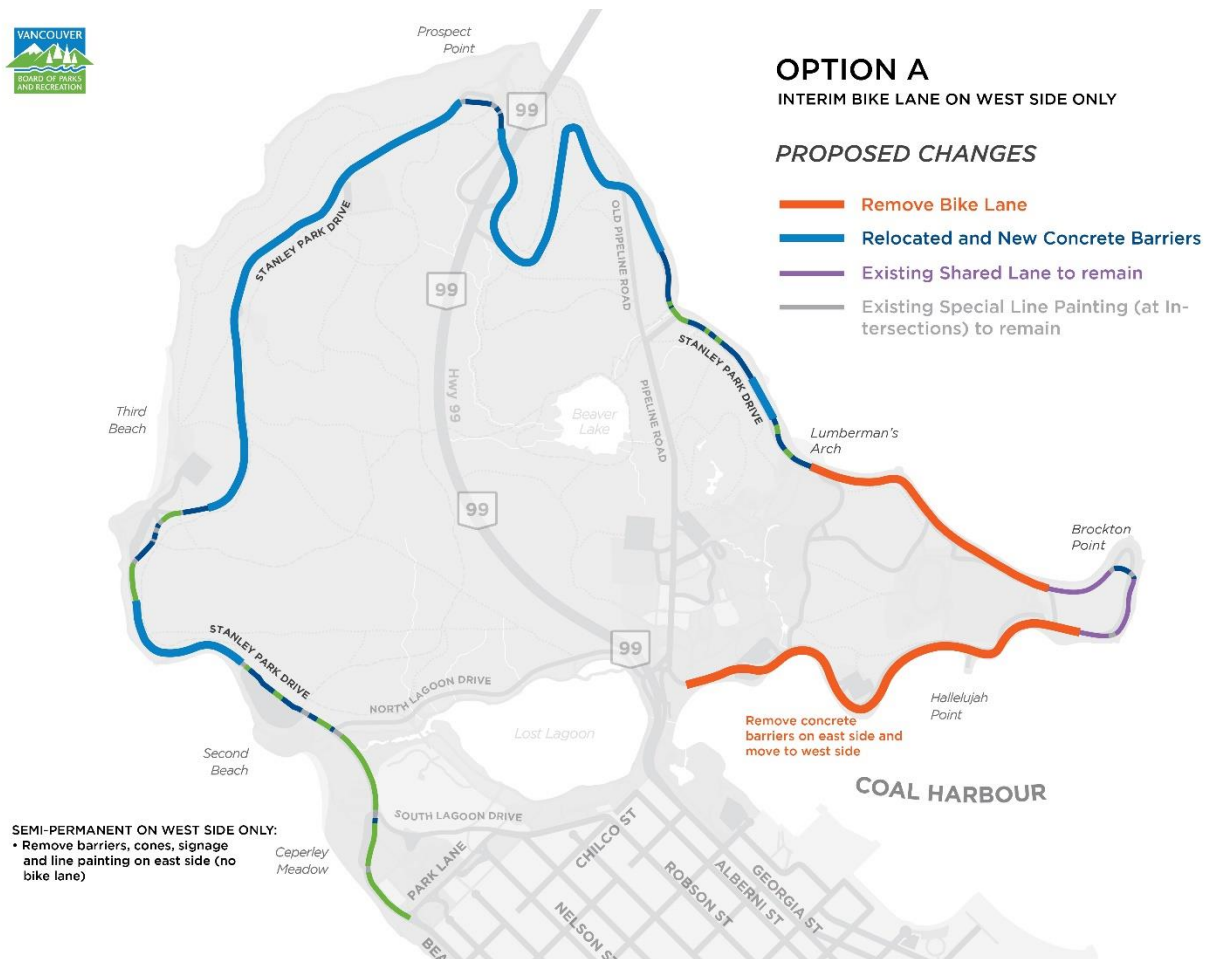 VANCOUVER
BOARD OF PARKS
AND RECREATION
Prospect
Point
OPTION A
INTERIM BIKE LANE ON WEST SIDE ONLY
PROPOSED CHANGES
Remove Bike Lane
Relocated and New Concrete Barriers
Existing Shared Lane to remain
Existing Special Line Painting (at In-
tersections) to remain
99
STANLEY PARK DRIVE
OLD PIPELINE ROAD
99
Hwy 99
STANLEY PARK DRIVE
PIPELINE ROAD
Beaver
Lake
Third
Beach
Lumberman's
Arch
99
Brockton
Point
STANLEY PARK DRIVE
99
NORTH LAGOON DRIVE
Hallelujah
Point
Remove concrete
barriers on east side and
move to west side
Lost Lagoon
Second
Beach
COAL HARBOUR
SOUTH LAGOON DRIVE
SEMI-PERMANENT ON WEST SIDE ONLY:
• Remove barriers, cones, signage
and line painting on east side (no
bike lane)
Ceperley
Meadow
PARK LANE
CHILCO ST
GEORGIA ST
ALBERNI ST
ROBSON ST
NELSON ST
BEA